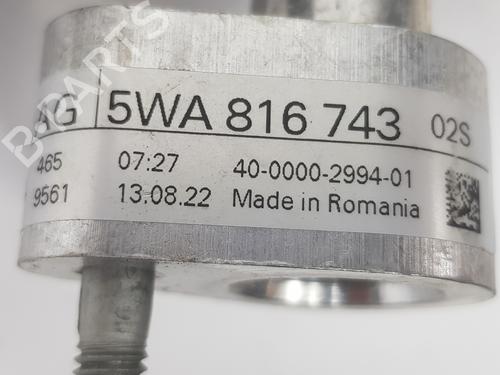 AG 5WA 816 743 02S
465 07:27 40-0000-2994-01
9561 13.08.22 Made in Romania
B-PARTS